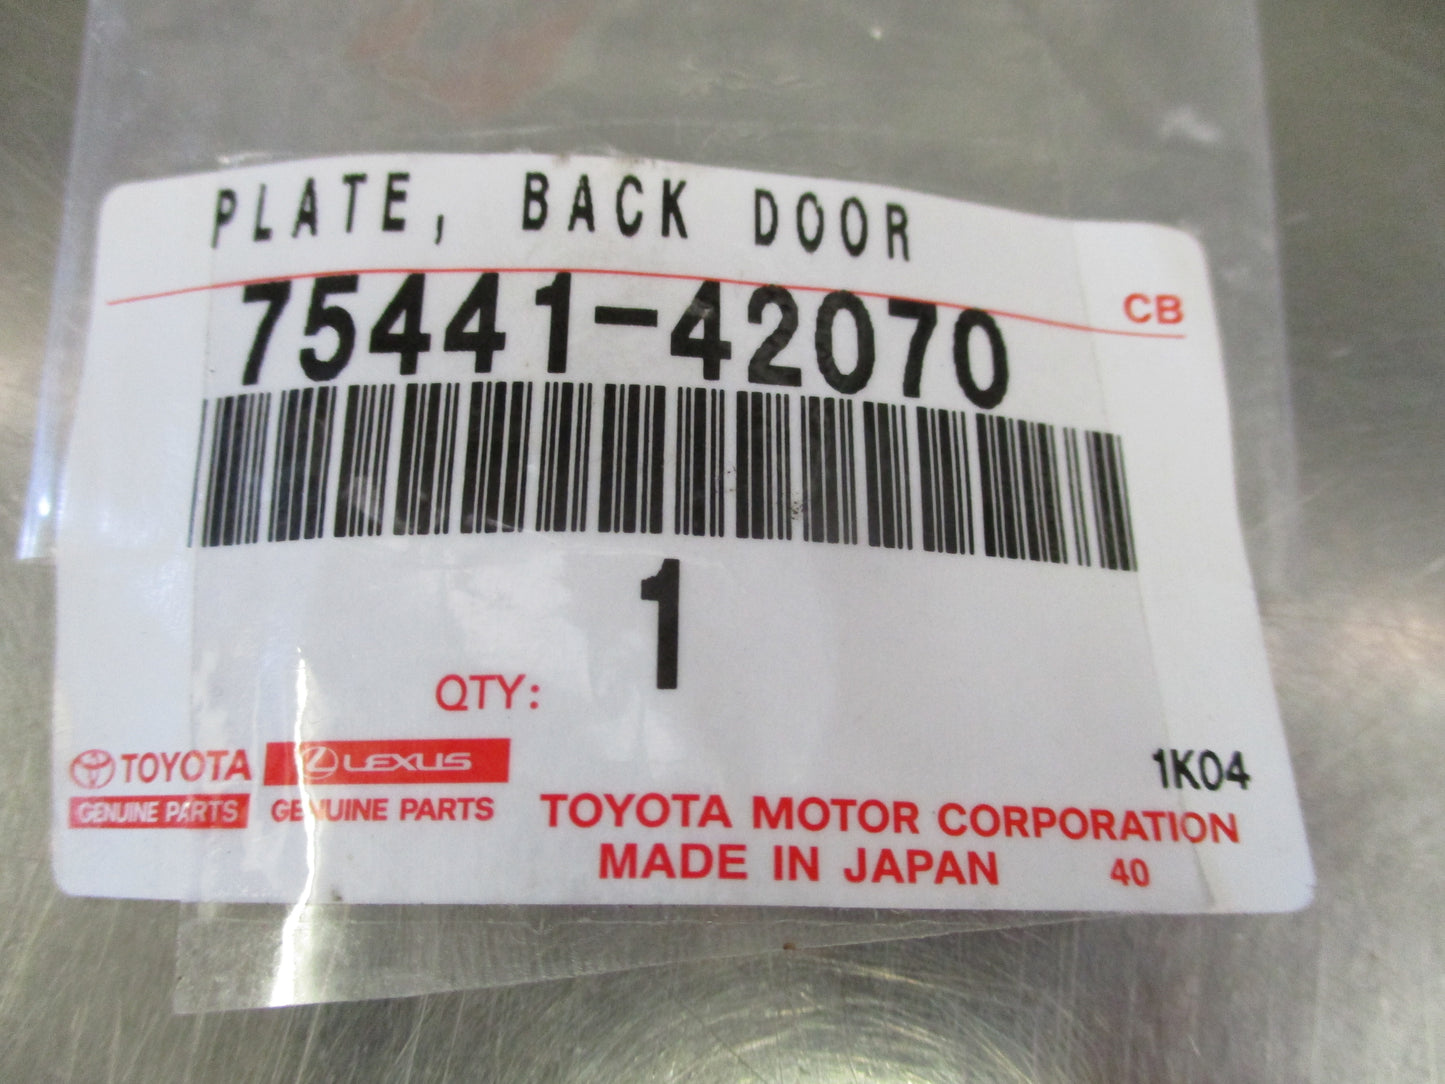 PLATE, BACK DOOR
75441-42070
CB
1
QTY:
TOYOTA
GENUINE PARTS
LEXUS
GENUINE PARTS
1K04
TOYOTA MOTOR CORPORATION
MADE IN JAPAN 40